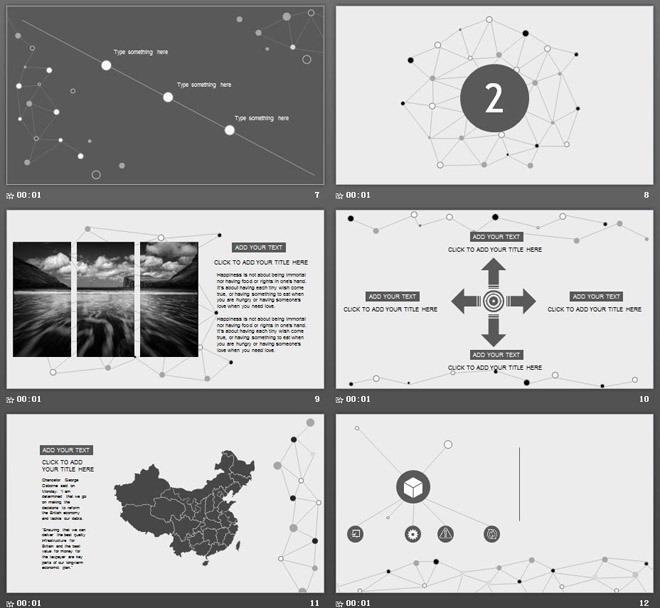 Type something here
Type something here
Type something here
00:01
7
2
00:01
8
ADD YOUR TEXT
CLICK TO ADD YOUR TITLE HERE
Happiness is not about being immortal
nor having food or rights in one's hand.
It's about having each tiny wish come
true, or having something to eat when
you are hungry or having someone's
love when you need love.
Happiness is not about being immortal
nor having food or rights in one's hand.
It's about having each tiny wish come
true, or having something to eat when
you are hungry or having someone's
love when you need love.
00:01
9
ADD YOUR TEXT
CLICK TO ADD YOUR TITLE HERE
ADD YOUR TEXT
CLICK TO ADD YOUR TITLE HERE
ADD YOUR TEXT
CLICK TO ADD YOUR TITLE HERE
ADD YOUR TEXT
CLICK TO ADD YOUR TITLE HERE
00:01
10
ADD YOUR TEXT
CLICK TO ADD
YOUR TITLE HERE
Chancellor George
Osborne said on
Monday: "I am
determined that we go
on making the
decisions to reform
the British economy
and tackle our debts.
"Ensuring that we can
deliver the best quality
infrastructure for
Britain and the best
value for money for
the taxpayer are key
parts of our long-term
economic plan."
00:01
11
00:01
12